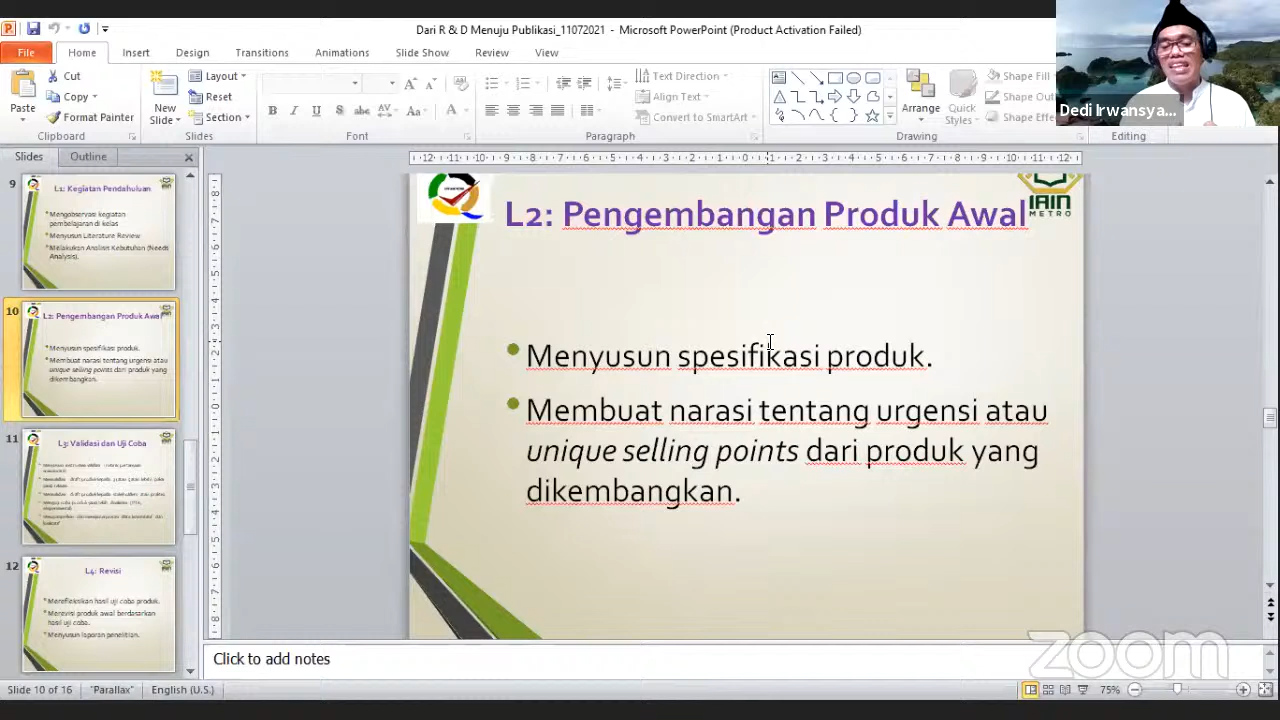 Dari R & D Menuju Publikasi_11072021 - Microsoft PowerPoint (Product Activation Failed)
File Home Insert Design Transitions Animations Slide Show Review View
Cut
Copy
Format Painter
Paste
Clipboard
New Slide
Layout
Reset
Section
Slides
Font
Text Direction
Align Text
Convert to SmartArt
Paragraph
Arrange
Quick Styles
Shape Fill
Shape
Shape
Drawing
Editing
Dedi Irwansya...
Slides Outline
9
L1: Kegiatan Pendahuluan
Mengobservasi kegiatan
pembelajaran di kelas
Menyusun Literature Review
Melakukan Analisis Kebutuhan (Needs
Analysis).
10
L2: Pengembangan Produk Awal
Menyusun spesifikasi produk.
Membuat narasi tentang urgensi atau
unique selling points dari produk yang
dikembangkan.
11
L3: Validasi dan Uji Coba
12
L4: Revisi
Merefleksikan hasil uji coba produk.
Merevisi produk awal berdasarkan
hasil uji coba.
Menyusun laporan penelitian.
IAIN
METRO
L2: Pengembangan Produk Awal
• Menyusun spesifikasi produk.
• Membuat narasi tentang urgensi atau
unique selling points dari produk yang
dikembangkan.
Click to add notes
zoom
Slide 10 of 16 "Parallax" English (U.S.) 75%